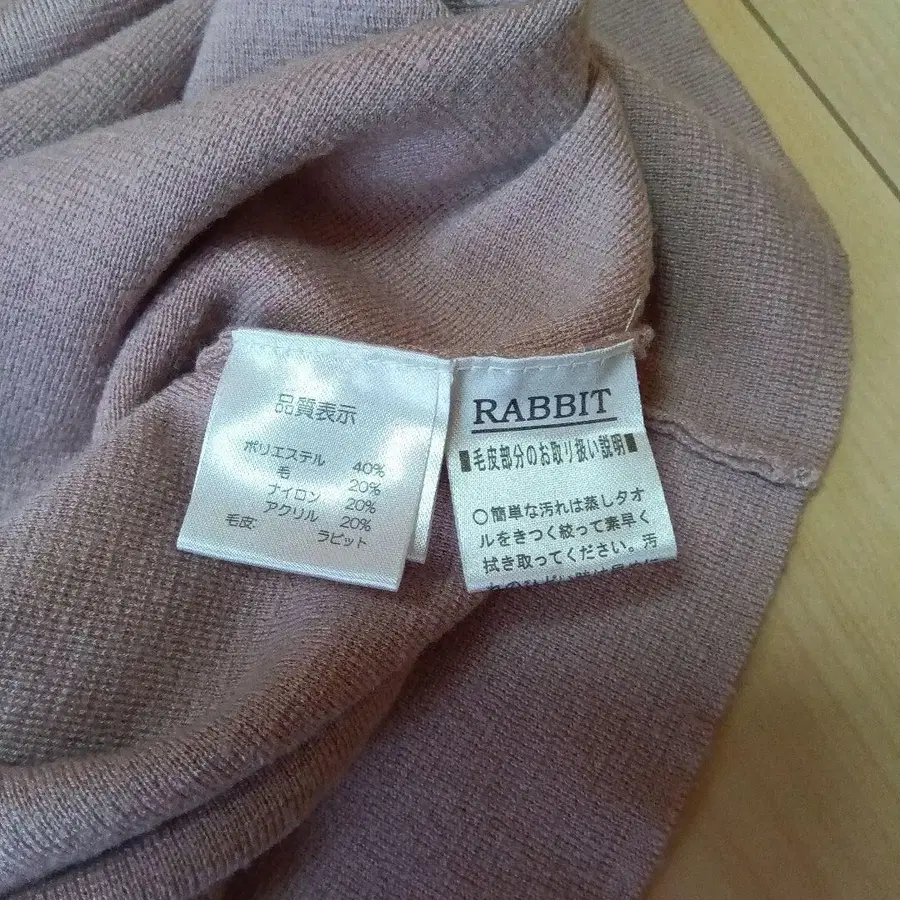 品質表示
ポリエステル 40%
毛 20%
ナイロン 20%
アクリル 20%
毛皮: ラビット
RABBIT
■毛皮部分のお取り扱い説明■
○簡単な汚れは蒸しタオ
ルをきつく絞って素早く
拭き取ってください。汚